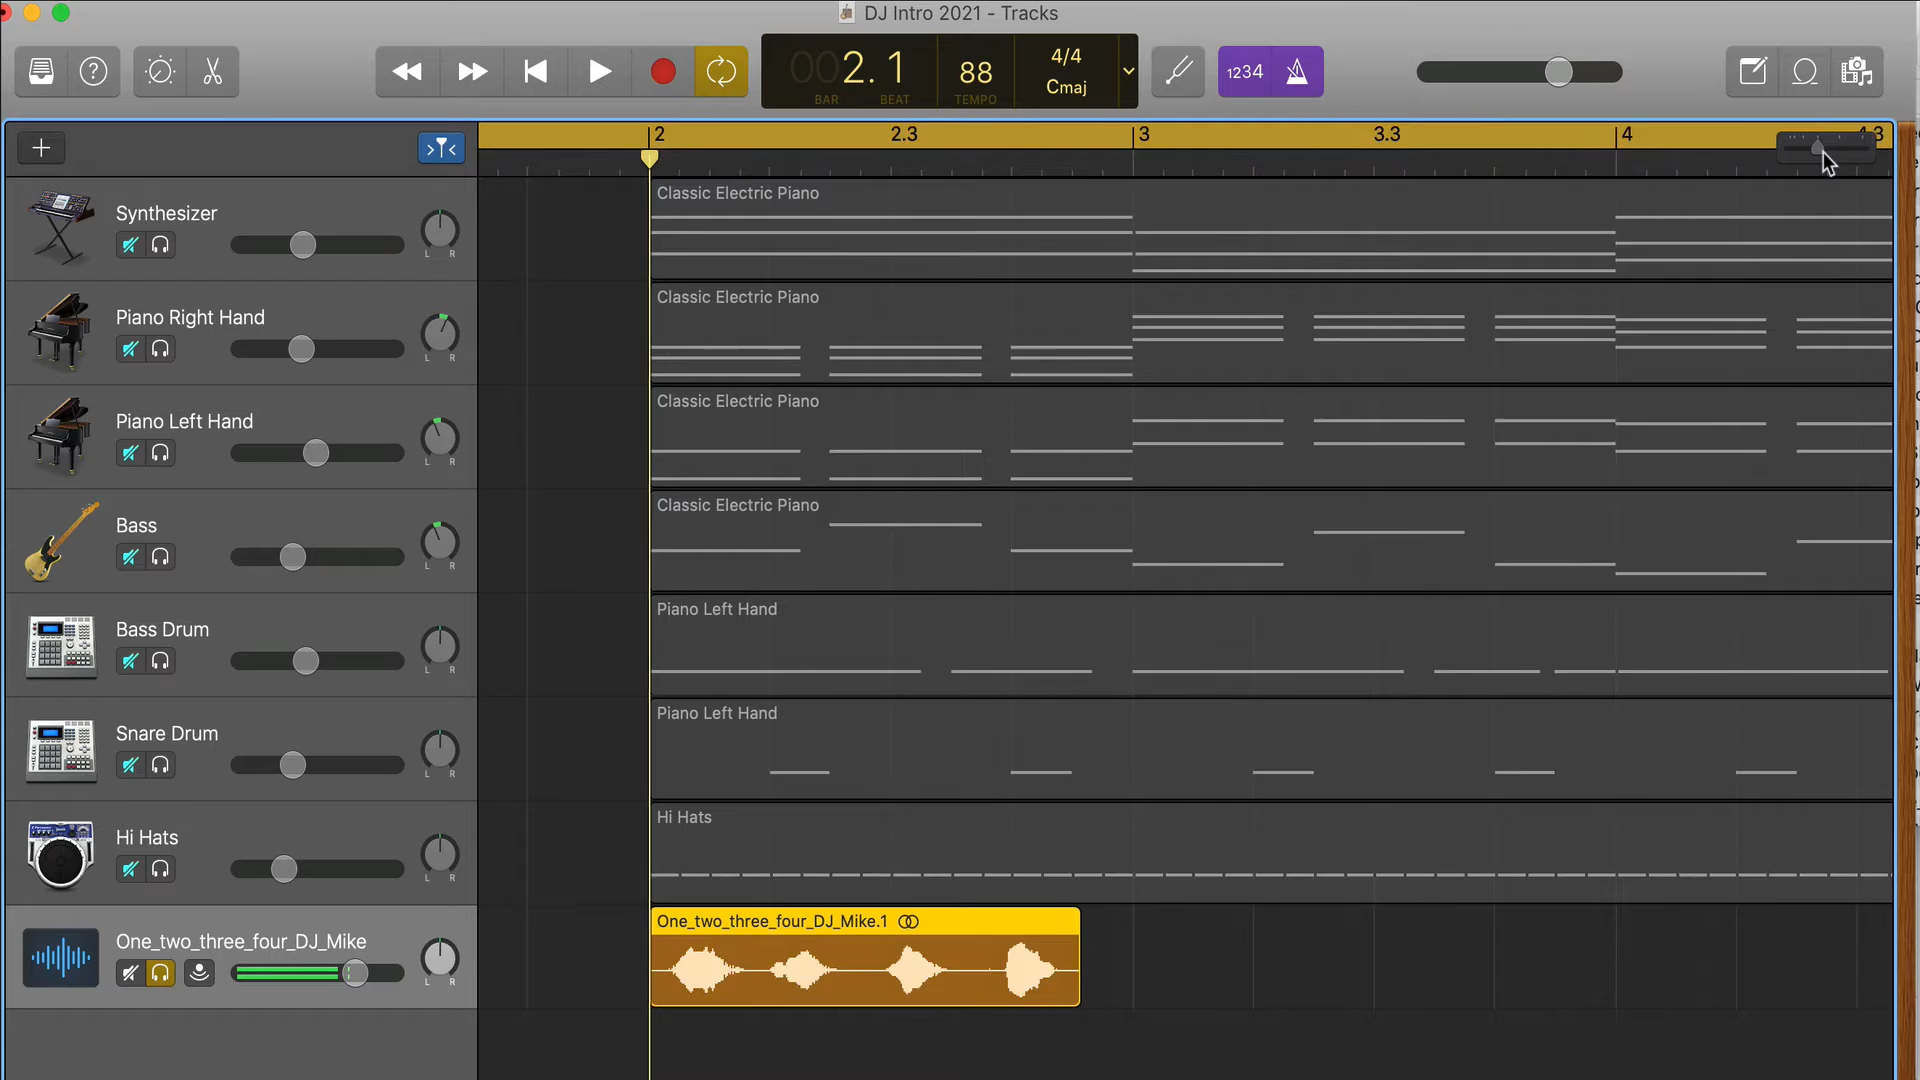 DJ Intro 2021 - Tracks
002. 1
BAR BEAT
88
TEMPO
4/4
Cmaj
1234
2 2.3 3 3.3 4 4.3
Synthesizer
L R
Classic Electric Piano
Piano Right Hand
L R
Classic Electric Piano
Piano Left Hand
L R
Classic Electric Piano
Bass
L R
Classic Electric Piano
Bass Drum
L R
Piano Left Hand
Snare Drum
L R
Piano Left Hand
Hi Hats
L R
Hi Hats
One_two_three_four_DJ_Mike
L R
One_two_three_four_DJ_Mike.1